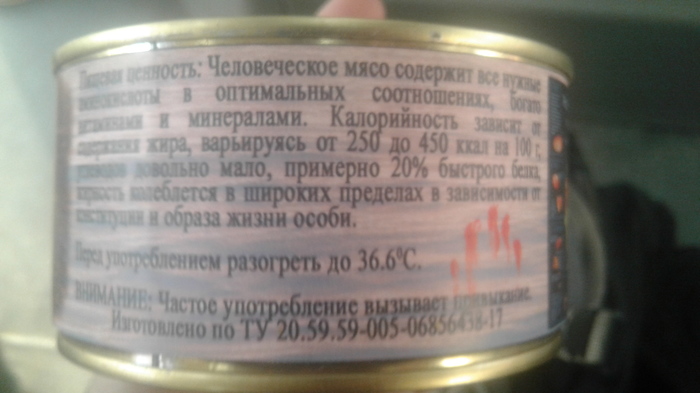 Пищевая ценность: Человеческое мясо содержит все нужные
аминокислоты в оптимальных соотношениях, богато
витаминами и минералами. Калорийность зависит от
содержания жира, варьируясь от 250 до 450 ккал на 100 г,
углеводов довольно мало, примерно 20% быстрого белка,
жирность колеблется в широких пределах в зависимости от
конституции и образа жизни особи.
Перед употреблением разогреть до 36.6°С.
ВНИМАНИЕ: Частое употребление вызывает привыкание.
Изготовлено по ТУ 20.59.59-005-06856438-17